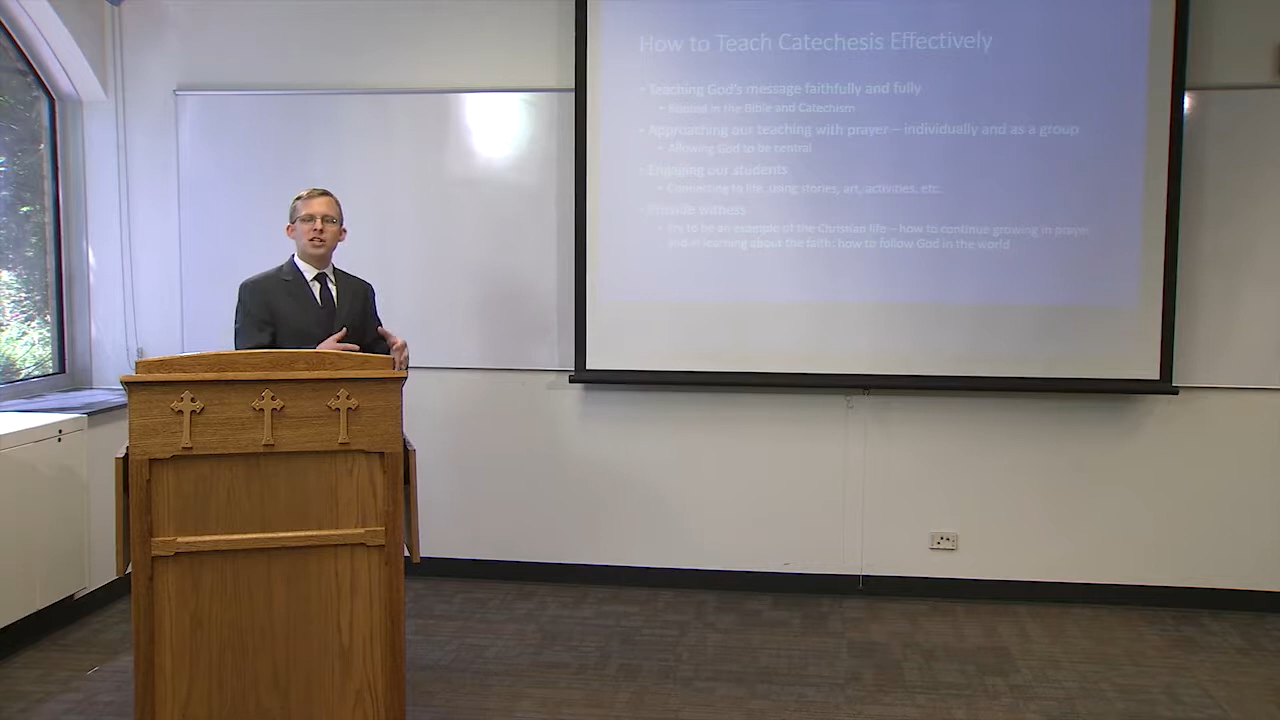 How to Teach Catechesis Effectively
• Teaching God's message faithfully and fully
• Rooted in the Bible and Catechism
• Approaching our teaching with prayer – individually and as a group
• Allowing God to be central
• Engaging our students
• Connecting to life, using stories, art, activities, etc.
• Provide witness
• Try to be an example of the Christian life – how to continue growing in prayer
and in learning about the faith; how to follow God in the world